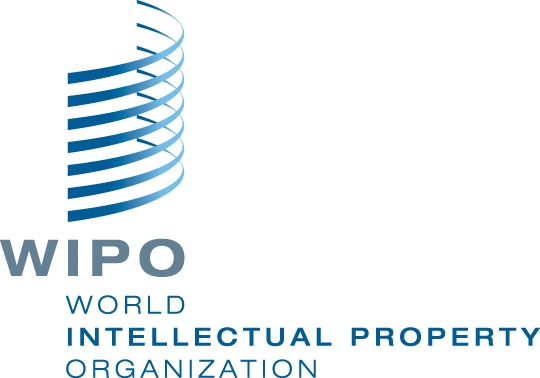 WIPO
WORLD
INTELLECTUAL PROPERTY
ORGANIZATION